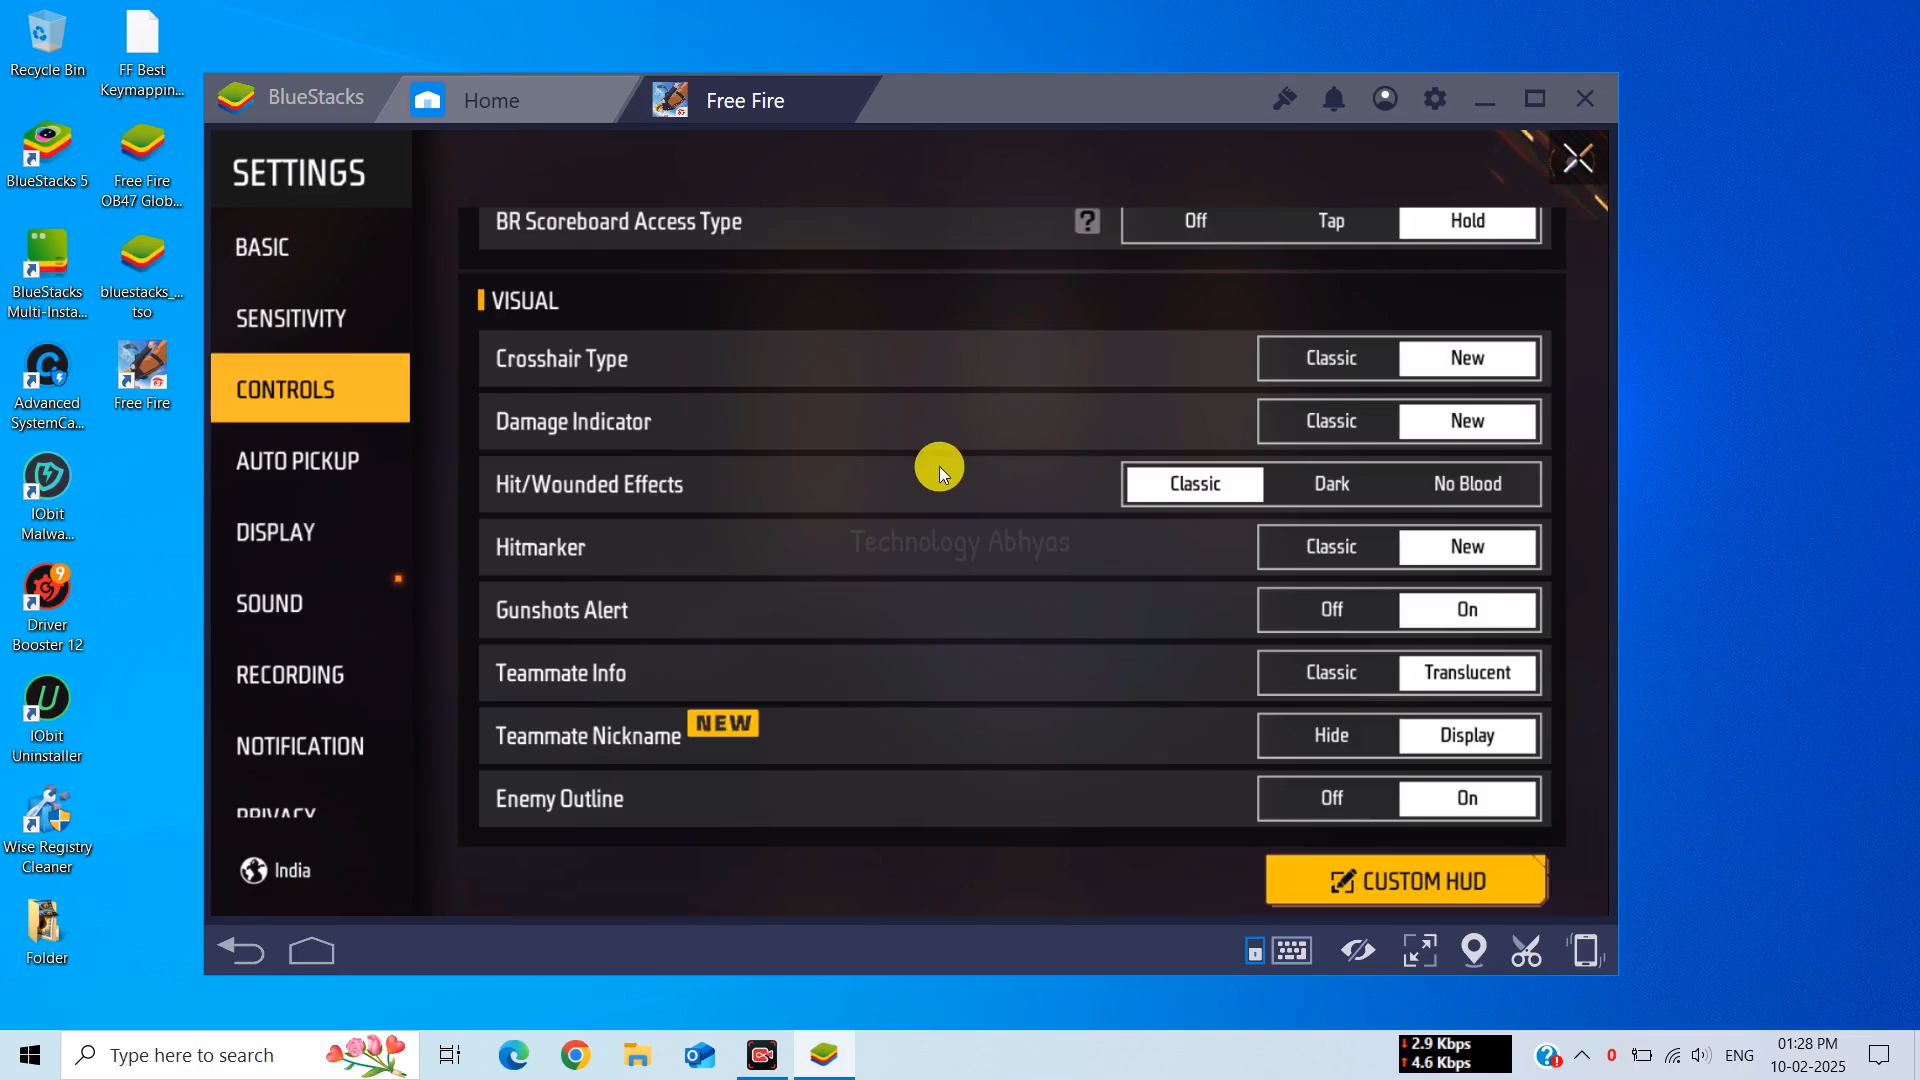 Recycle Bin
FF Best
Keymappin...
BlueStacks 5
Free Fire
OB47 Glob...
BlueStacks
Multi-Insta...
bluestacks_...
tso
Advanced
SystemCa...
Free Fire
IObit
Malwa...
9
Driver
Booster 12
IObit
Uninstaller
Wise Registry
Cleaner
Folder
BlueStacks
Home
Free Fire
SETTINGS
BASIC
SENSITIVITY
CONTROLS
AUTO PICKUP
DISPLAY
SOUND
RECORDING
NOTIFICATION
PRIVACY
India
BR Scoreboard Access Type
?
Off Tap Hold
VISUAL
Crosshair Type Classic New
Damage Indicator Classic New
Hit/Wounded Effects Classic Dark No Blood
Technology Abhyas
Hitmarker Classic New
Gunshots Alert Off On
Teammate Info Classic Translucent
Teammate Nickname NEW Hide Display
Enemy Outline Off On
CUSTOM HUD
Type here to search
2.9 Kbps
4.6 Kbps
0
ENG
01:28 PM
10-02-2025